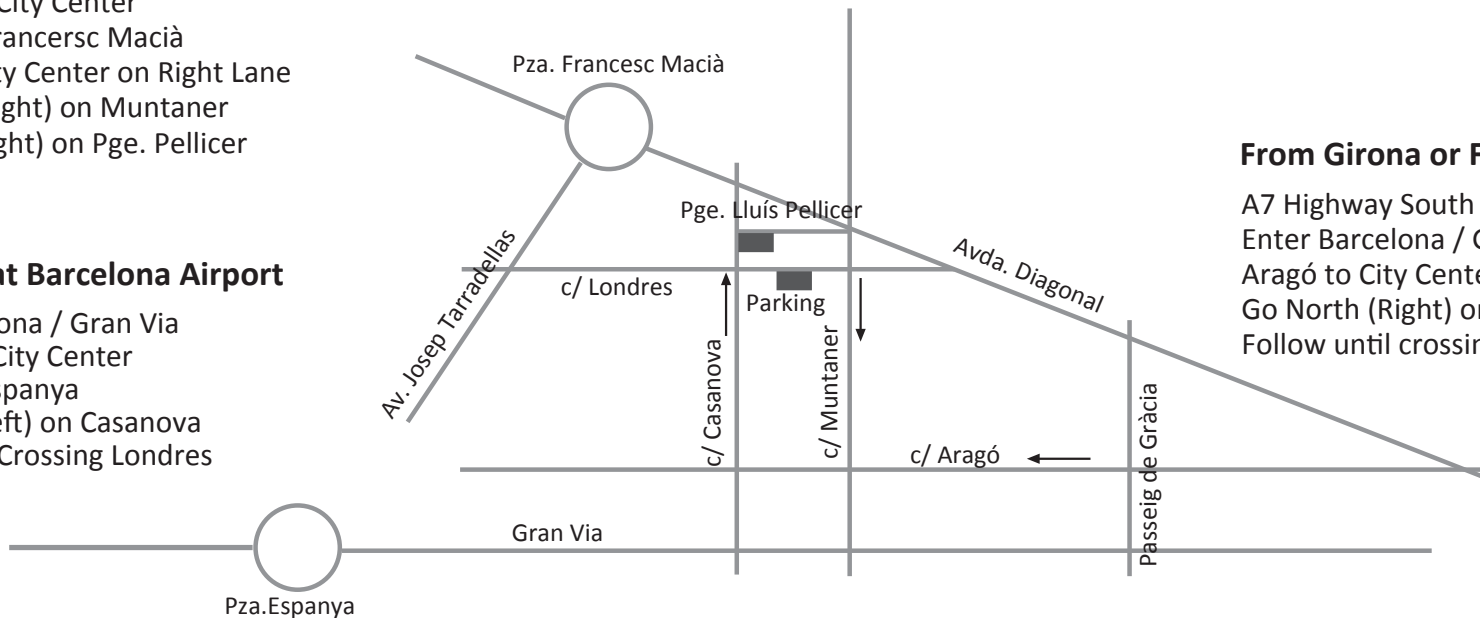 City Center
rancersc Macià
ty Center on Right Lane
ght) on Muntaner
ght) on Pge. Pellicer
at Barcelona Airport
ona / Gran Via
City Center
spanya
eft) on Casanova
Crossing Londres
Pza. Francesc Macià
Pge. Lluís Pellicer
Av. Josep Tarradellas
c/ Londres
Parking
Avda. Diagonal
c/ Casanova
c/ Muntaner
c/ Aragó
Passeig de Gràcia
Gran Via
Pza.Espanya
From Girona or F
A7 Highway South
Enter Barcelona / 
Aragó to City Cente
Go North (Right) o
Follow until crossin